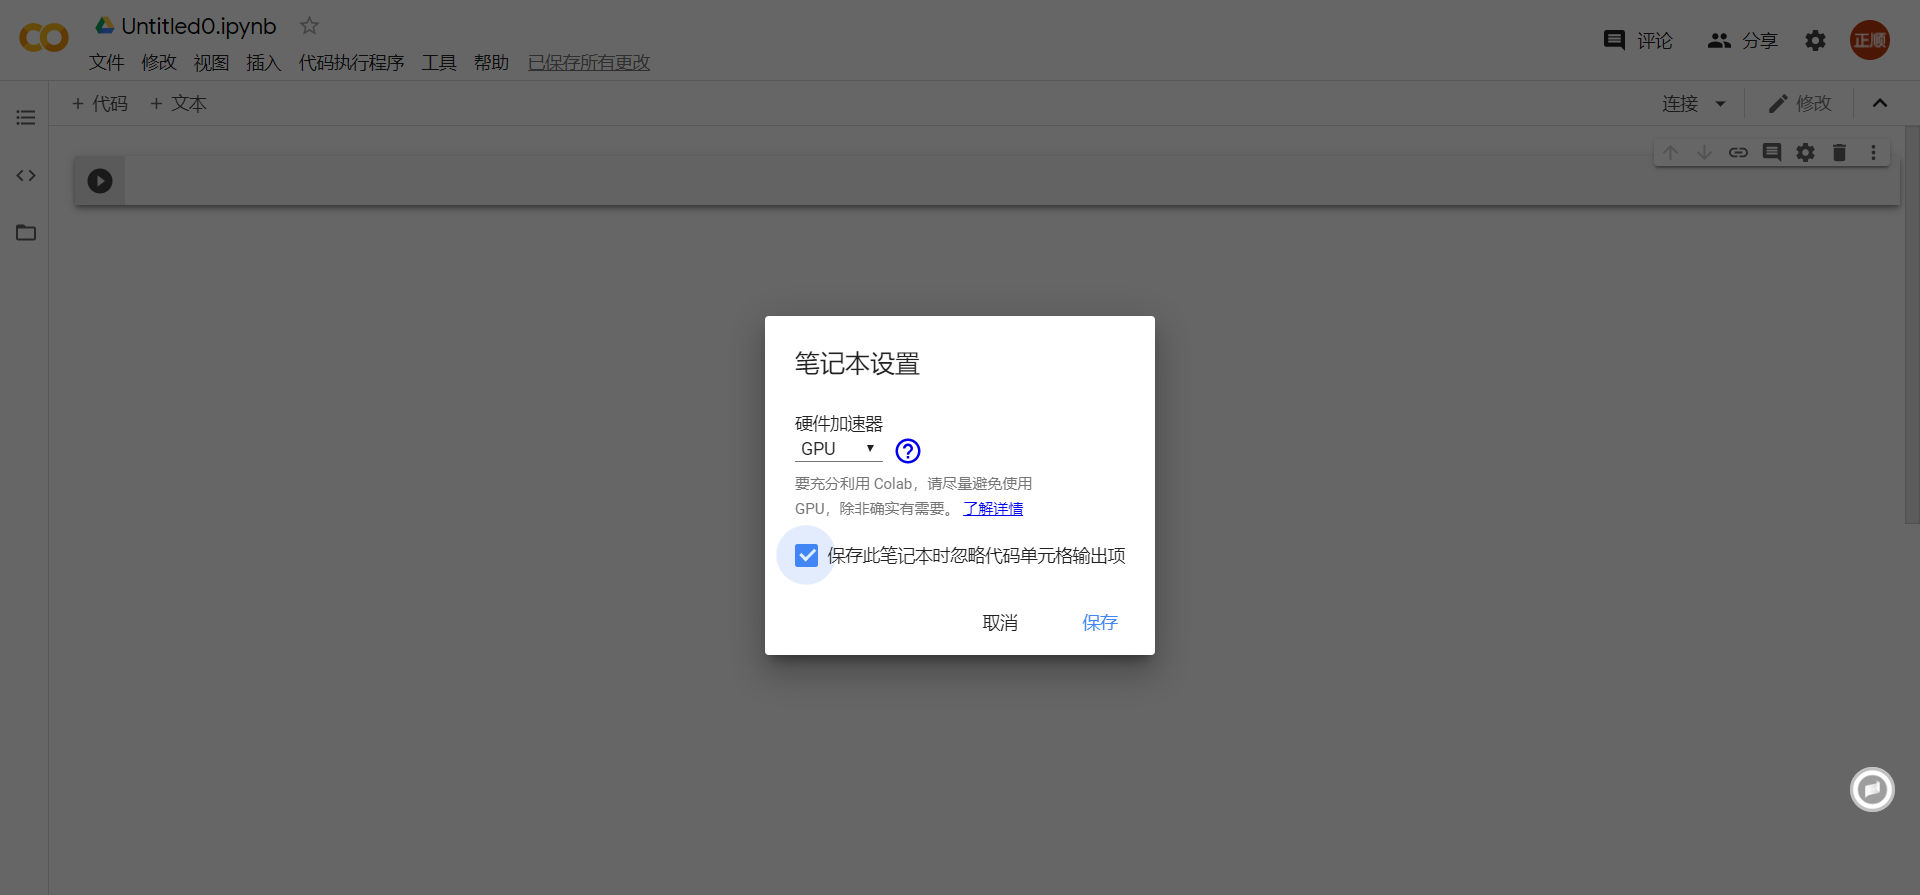 Untitled0.ipynb
文件 修改 视图 插入 代码执行程序 工具 帮助 已保存所有更改
评论 分享 正顺
+ 代码 + 文本
连接 修改
笔记本设置
硬件加速器
GPU
要充分利用 Colab，请尽量避免使用
GPU，除非确实有需要。 了解详情
保存此笔记本时忽略代码单元格输出项
取消 保存